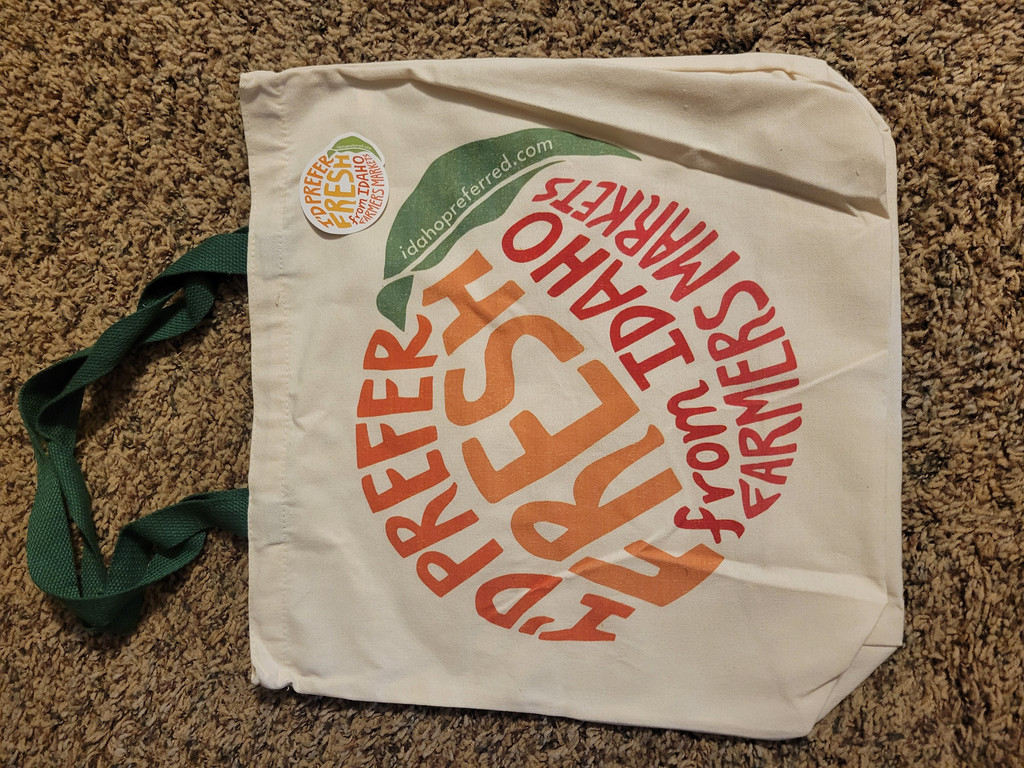 idahopreferred.com
I'D PREFER
FRESH
from IDAHO
FARMERS MARKETS
I'D PREFER
FRESH
from IDAHO
FARMERS MARKETS